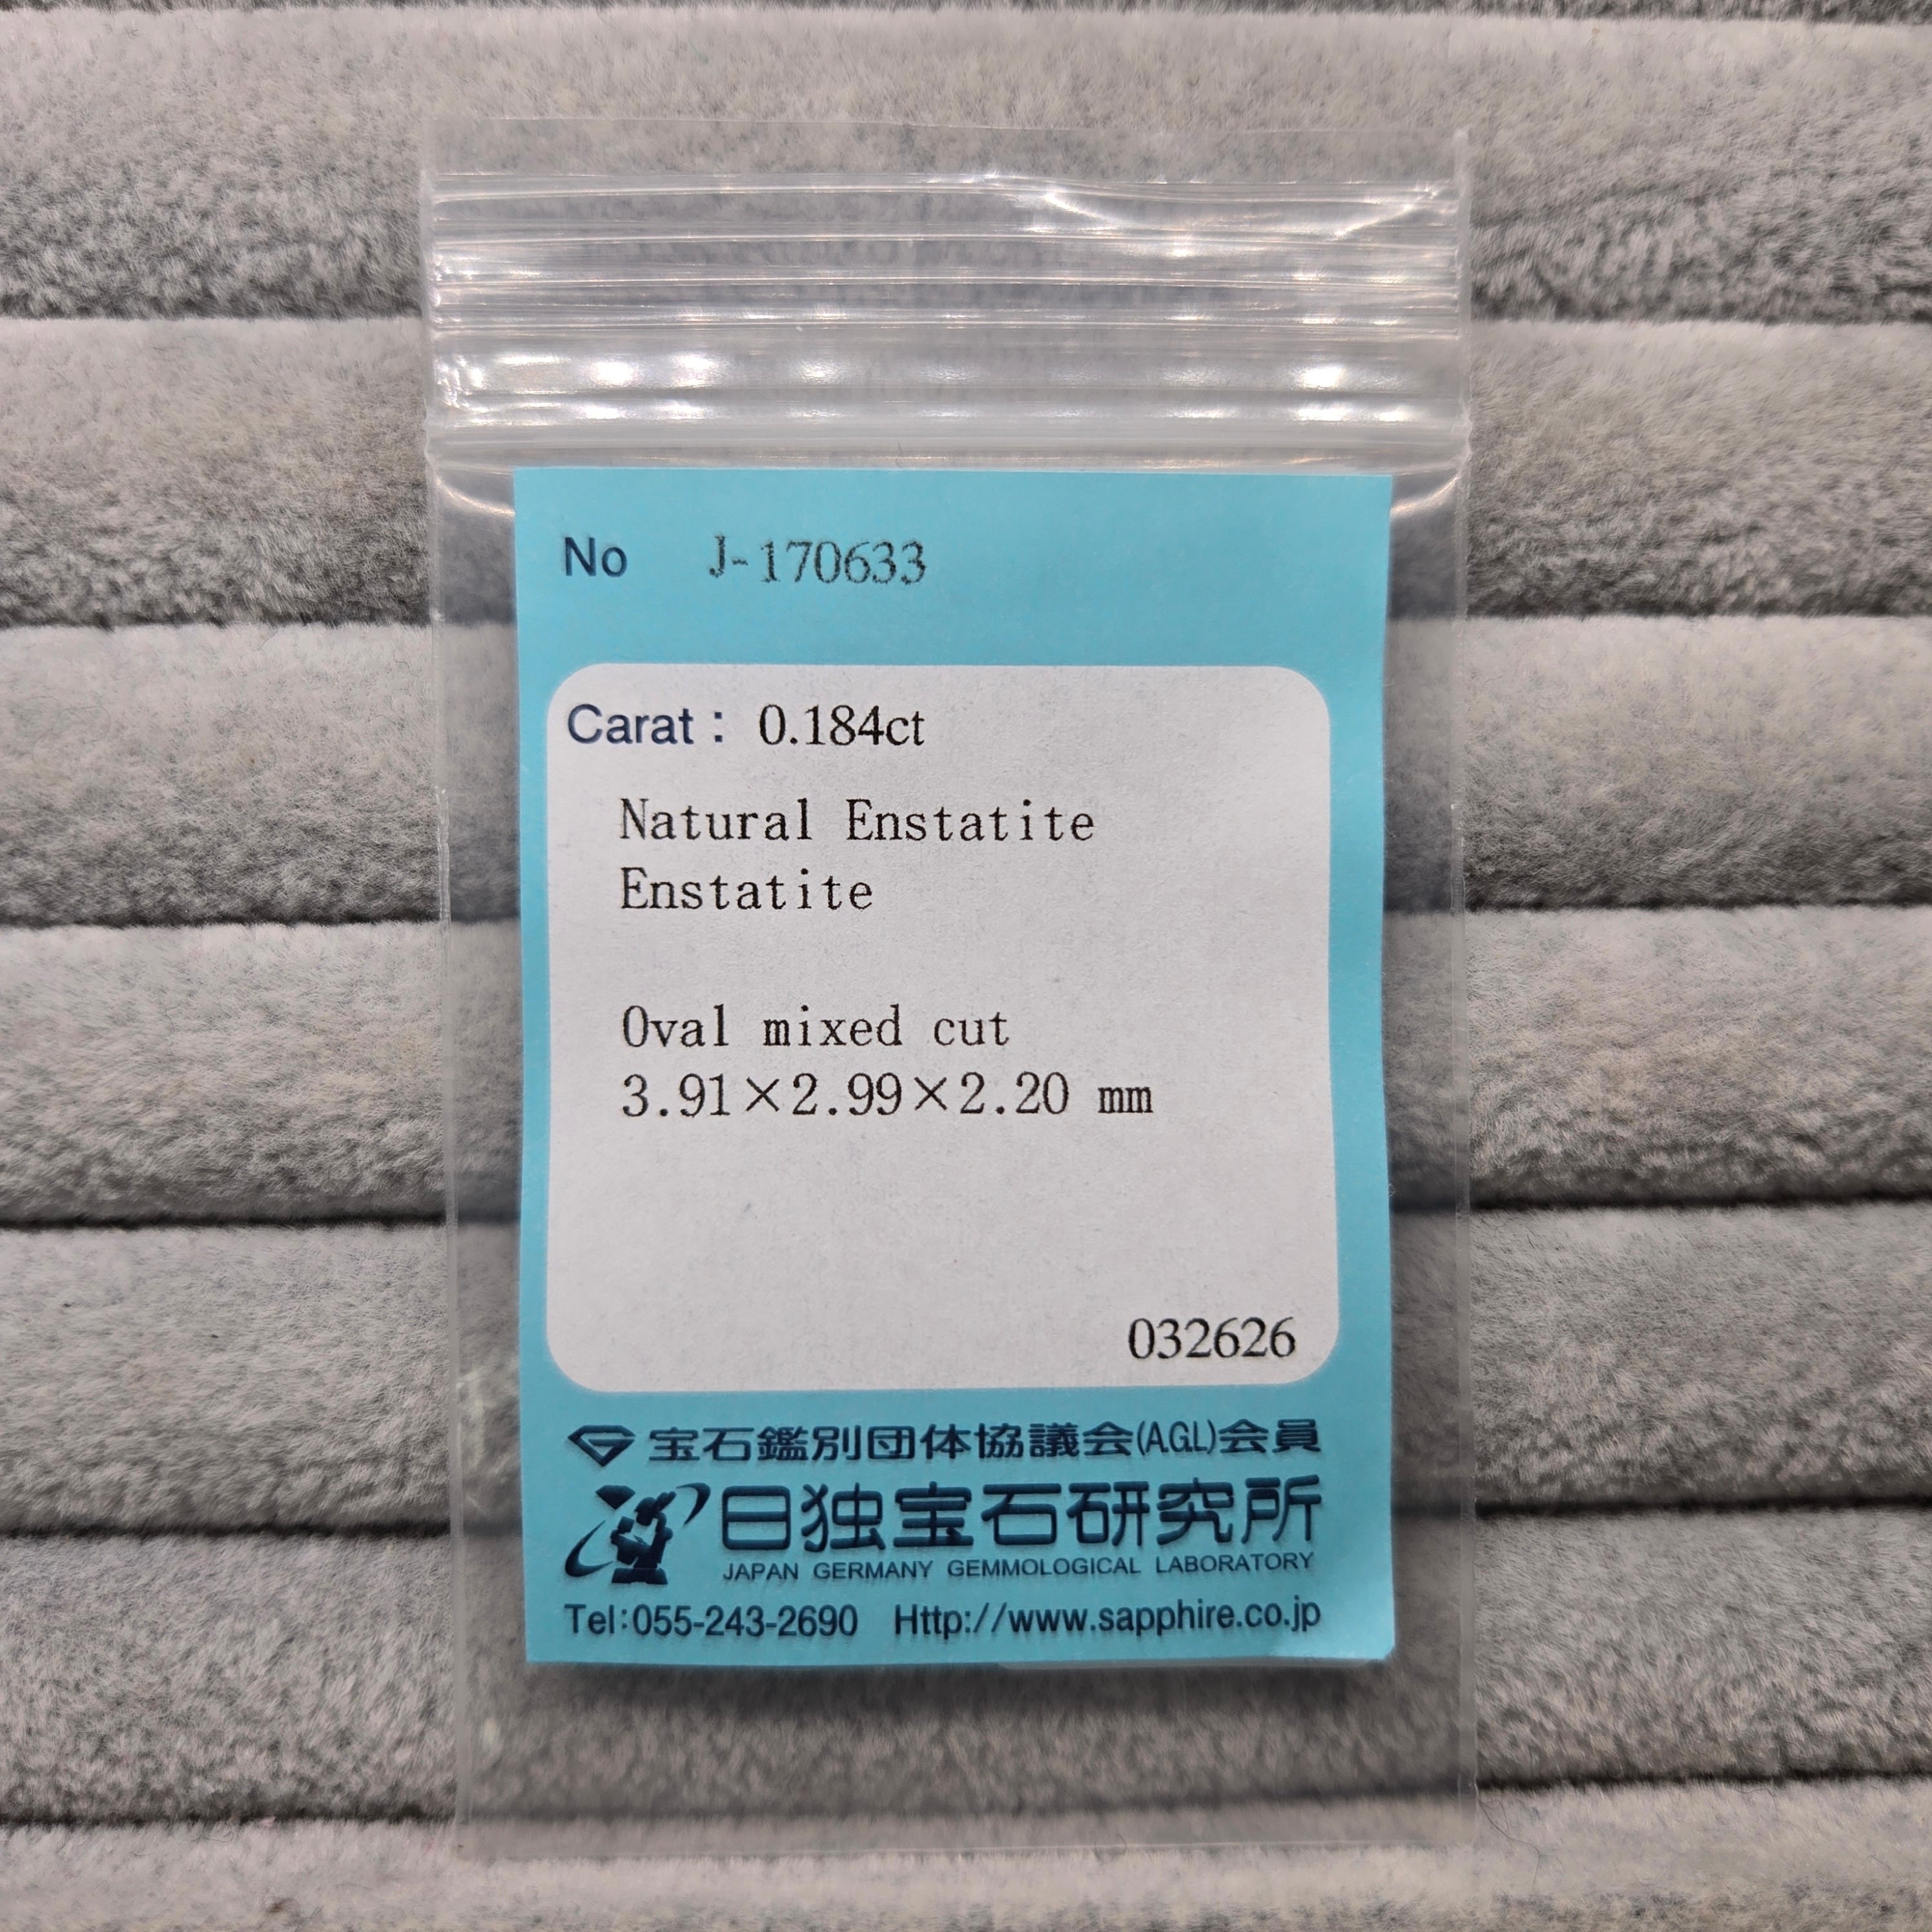 No J-170633
Carat： 0.184ct
Natural Enstatite
Enstatite
Oval mixed cut
3.91×2.99×2.20 mm
032626
宝石鑑別団体協議会(AGL)会員
日独宝石研究所
JAPAN GERMANY GEMMOLOGICAL LABORATORY
Tel:055-243-2690 Http://www.sapphire.co.jp